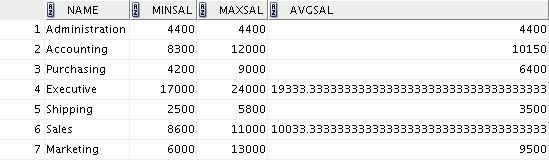 NAME MINSAL MAXSAL AVGSAL
1 Administration 4400 4400 4400
2 Accounting 8300 12000 10150
3 Purchasing 4200 9000 6400
4 Executive 17000 24000 19333.33333333333333333333333333333333333
5 Shipping 2500 5800 3500
6 Sales 8600 11000 10033.33333333333333333333333333333333333
7 Marketing 6000 13000 9500